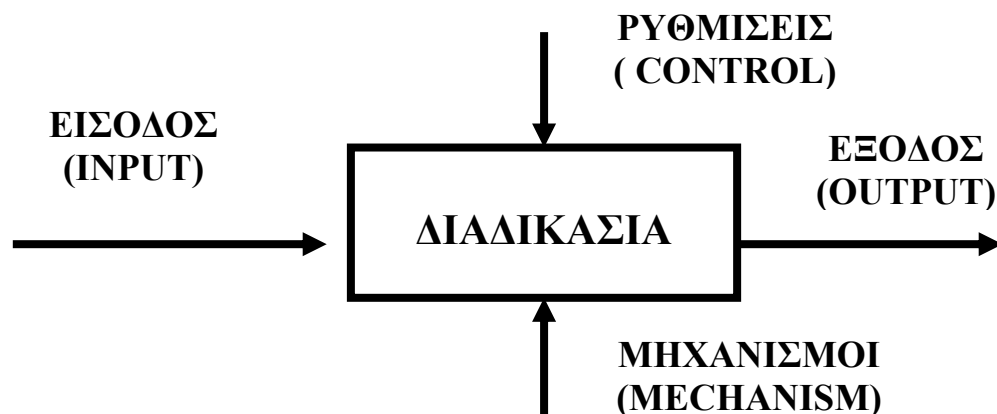 ΡΥΘΜΙΣΕΙΣ
( CONTROL)
ΕΙΣΟΔΟΣ
(INPUT)
ΕΞΟΔΟΣ
(OUTPUT)
ΔΙΑΔΙΚΑΣΙΑ
ΜΗΧΑΝΙΣΜΟΙ
(MECHANISM)